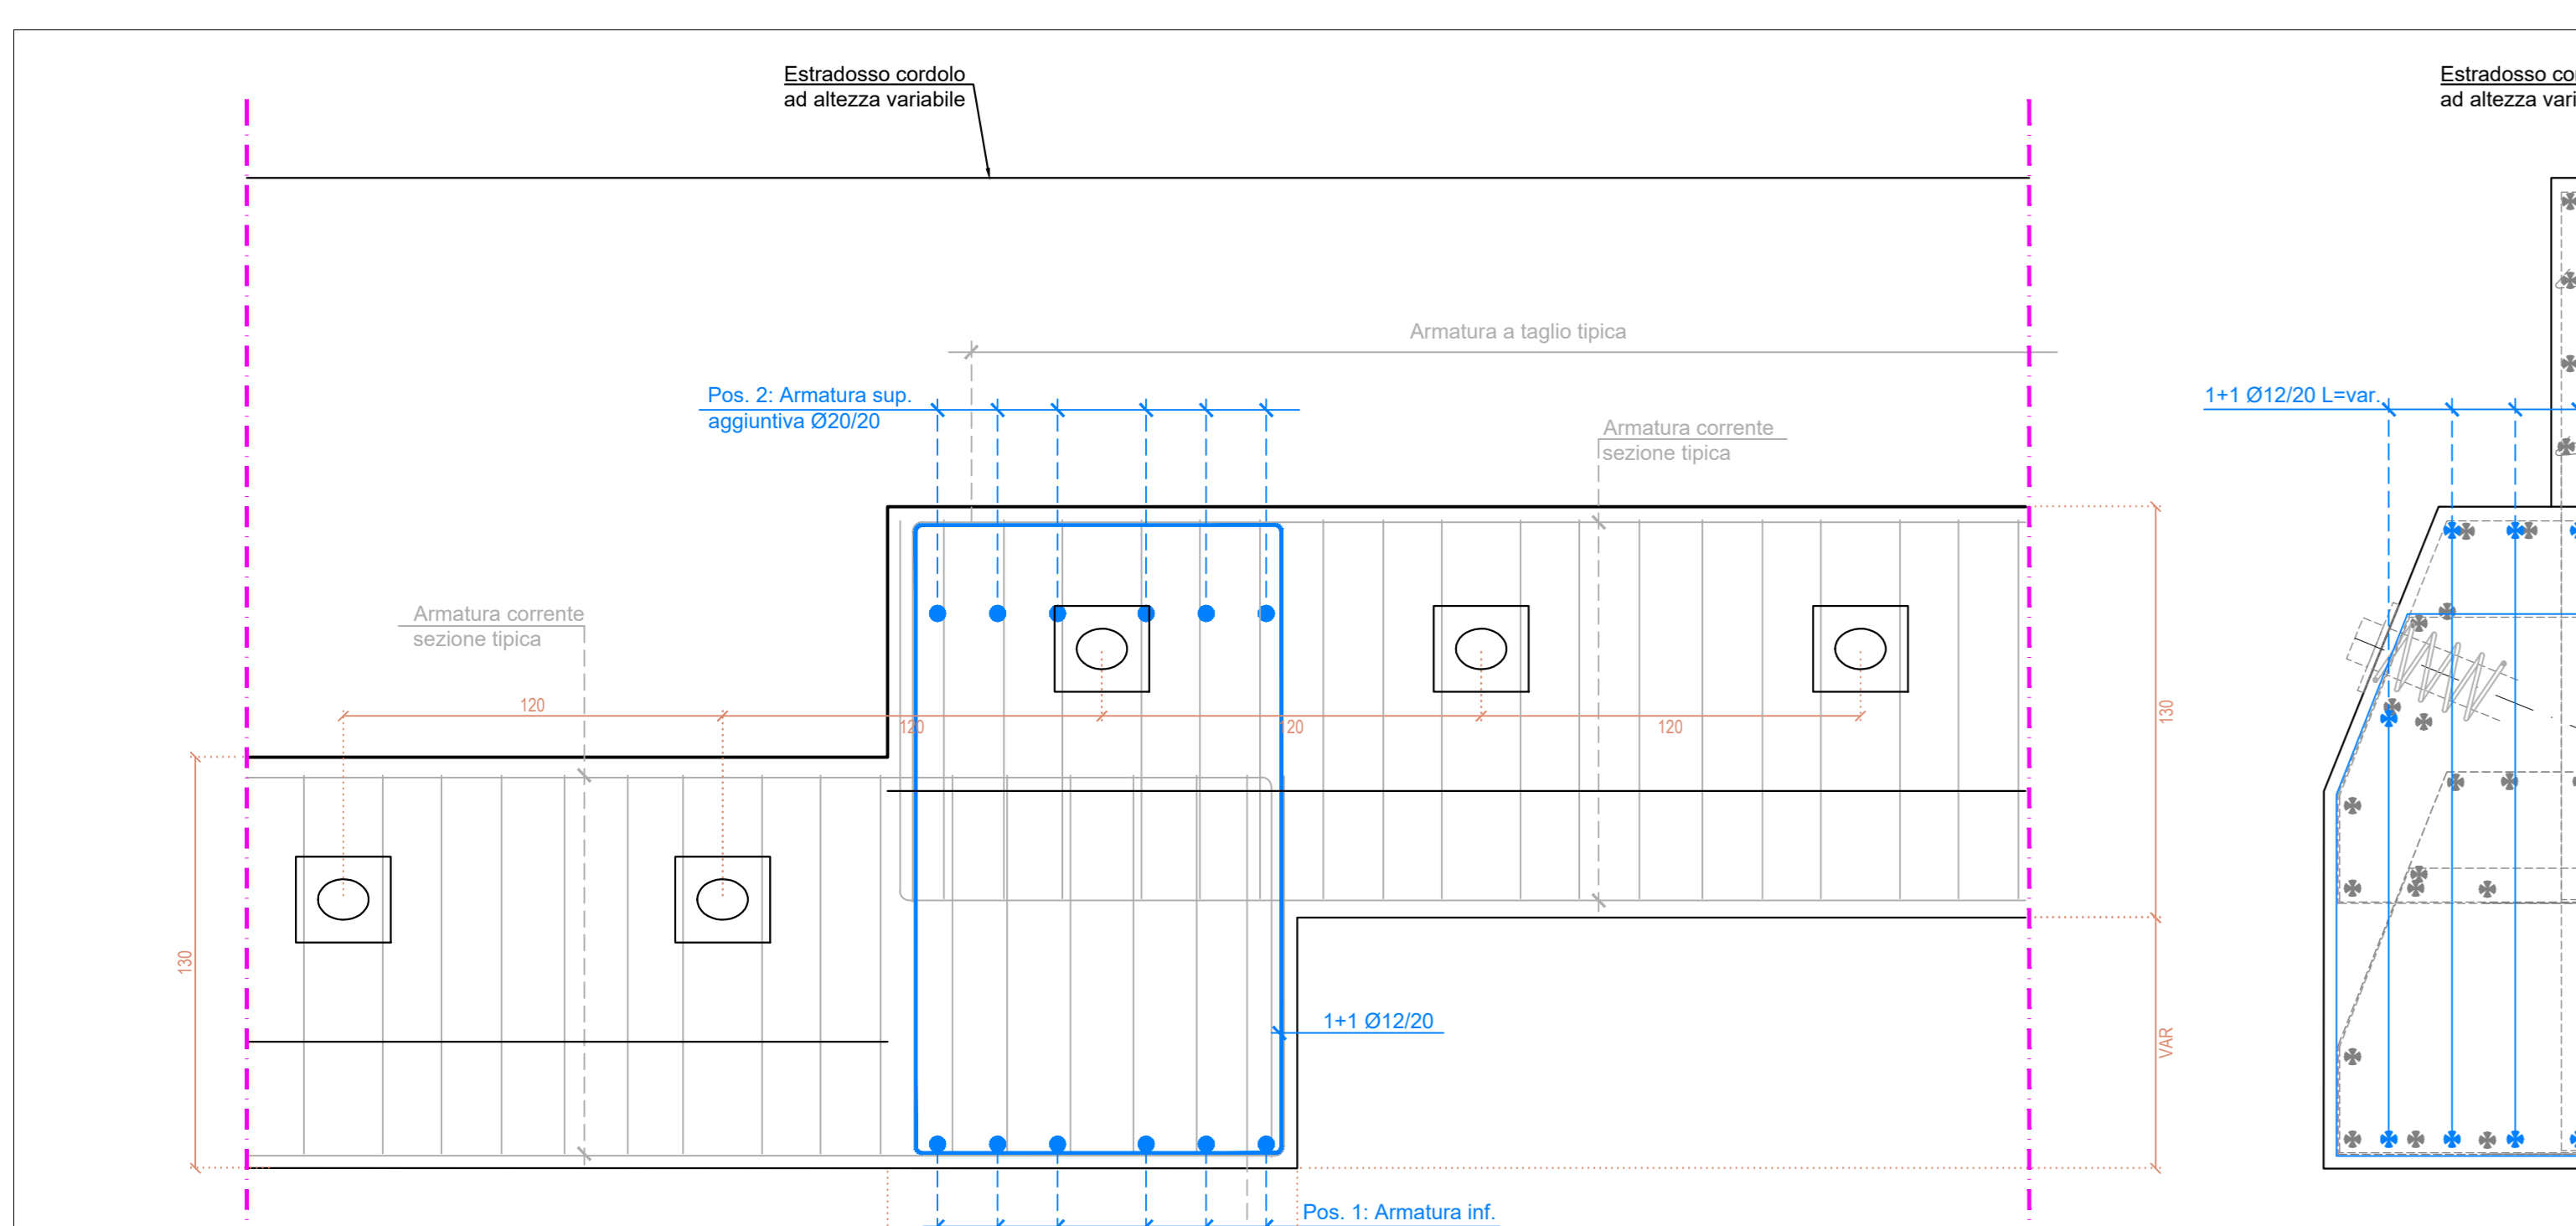 Estradosso cordolo
ad altezza variabile
Estradosso
ad altezza
Armatura a taglio tipica
Pos. 2: Armatura sup.
aggiuntiva Ø20/20
1+1 Ø12/20 L=var.
Armatura corrente
sezione tipica
Armatura corrente
sezione tipica
120
120
120
120
130
130
1+1 Ø12/20
VAR
Pos. 1: Armatura inf.